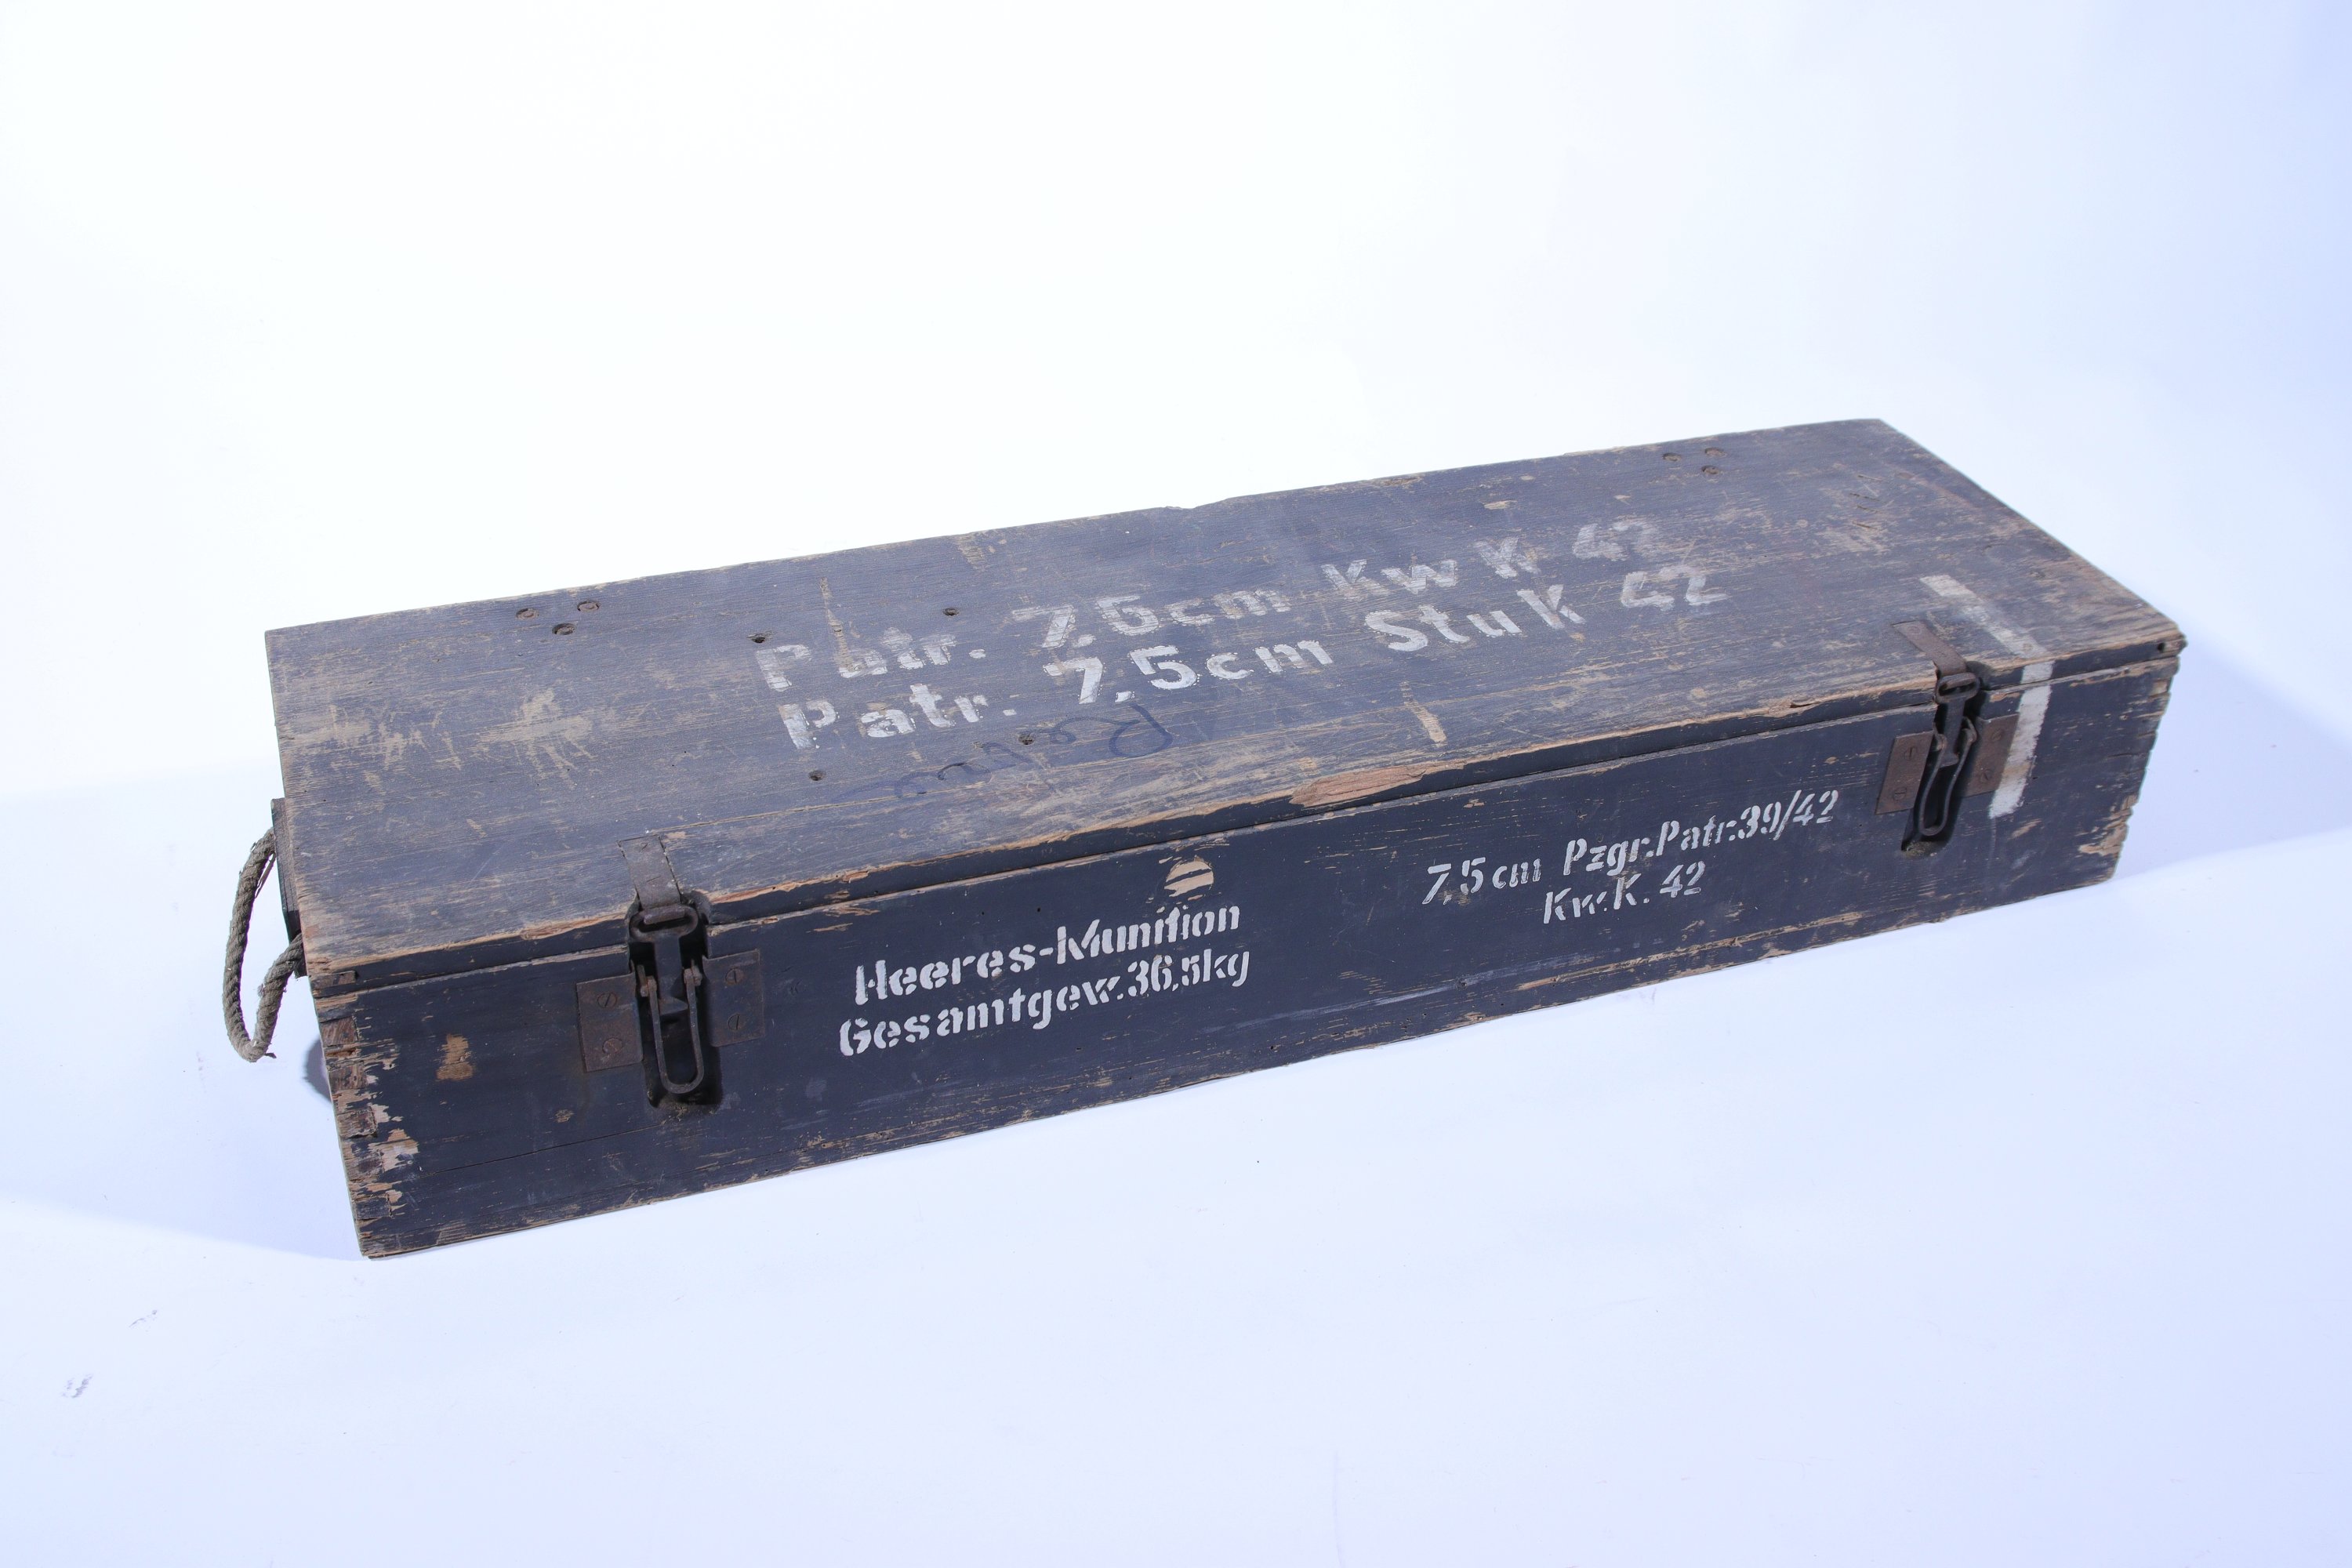 Patr. 7,5cm KwK 42
Patr. 7,5cm StuK 42
Heeres-Munition
Gesamtgew. 36,5kg
7,5 cm Pzgr.Patr.39/42
Kw.K. 42